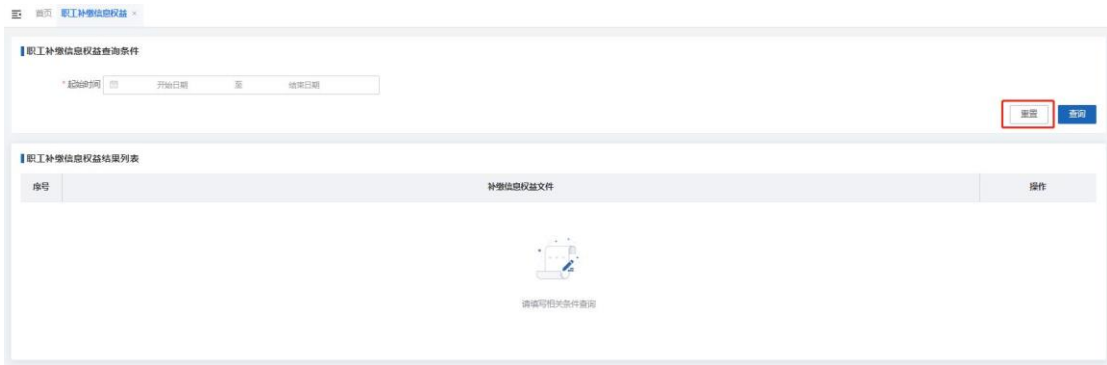 首页 职工补缴信息权益 ×
职工补缴信息权益查询条件
*起始时间 开始日期 至 结束日期
重置 查询
职工补缴信息权益结果列表
序号 补缴信息权益文件 操作
请填写相关条件查询